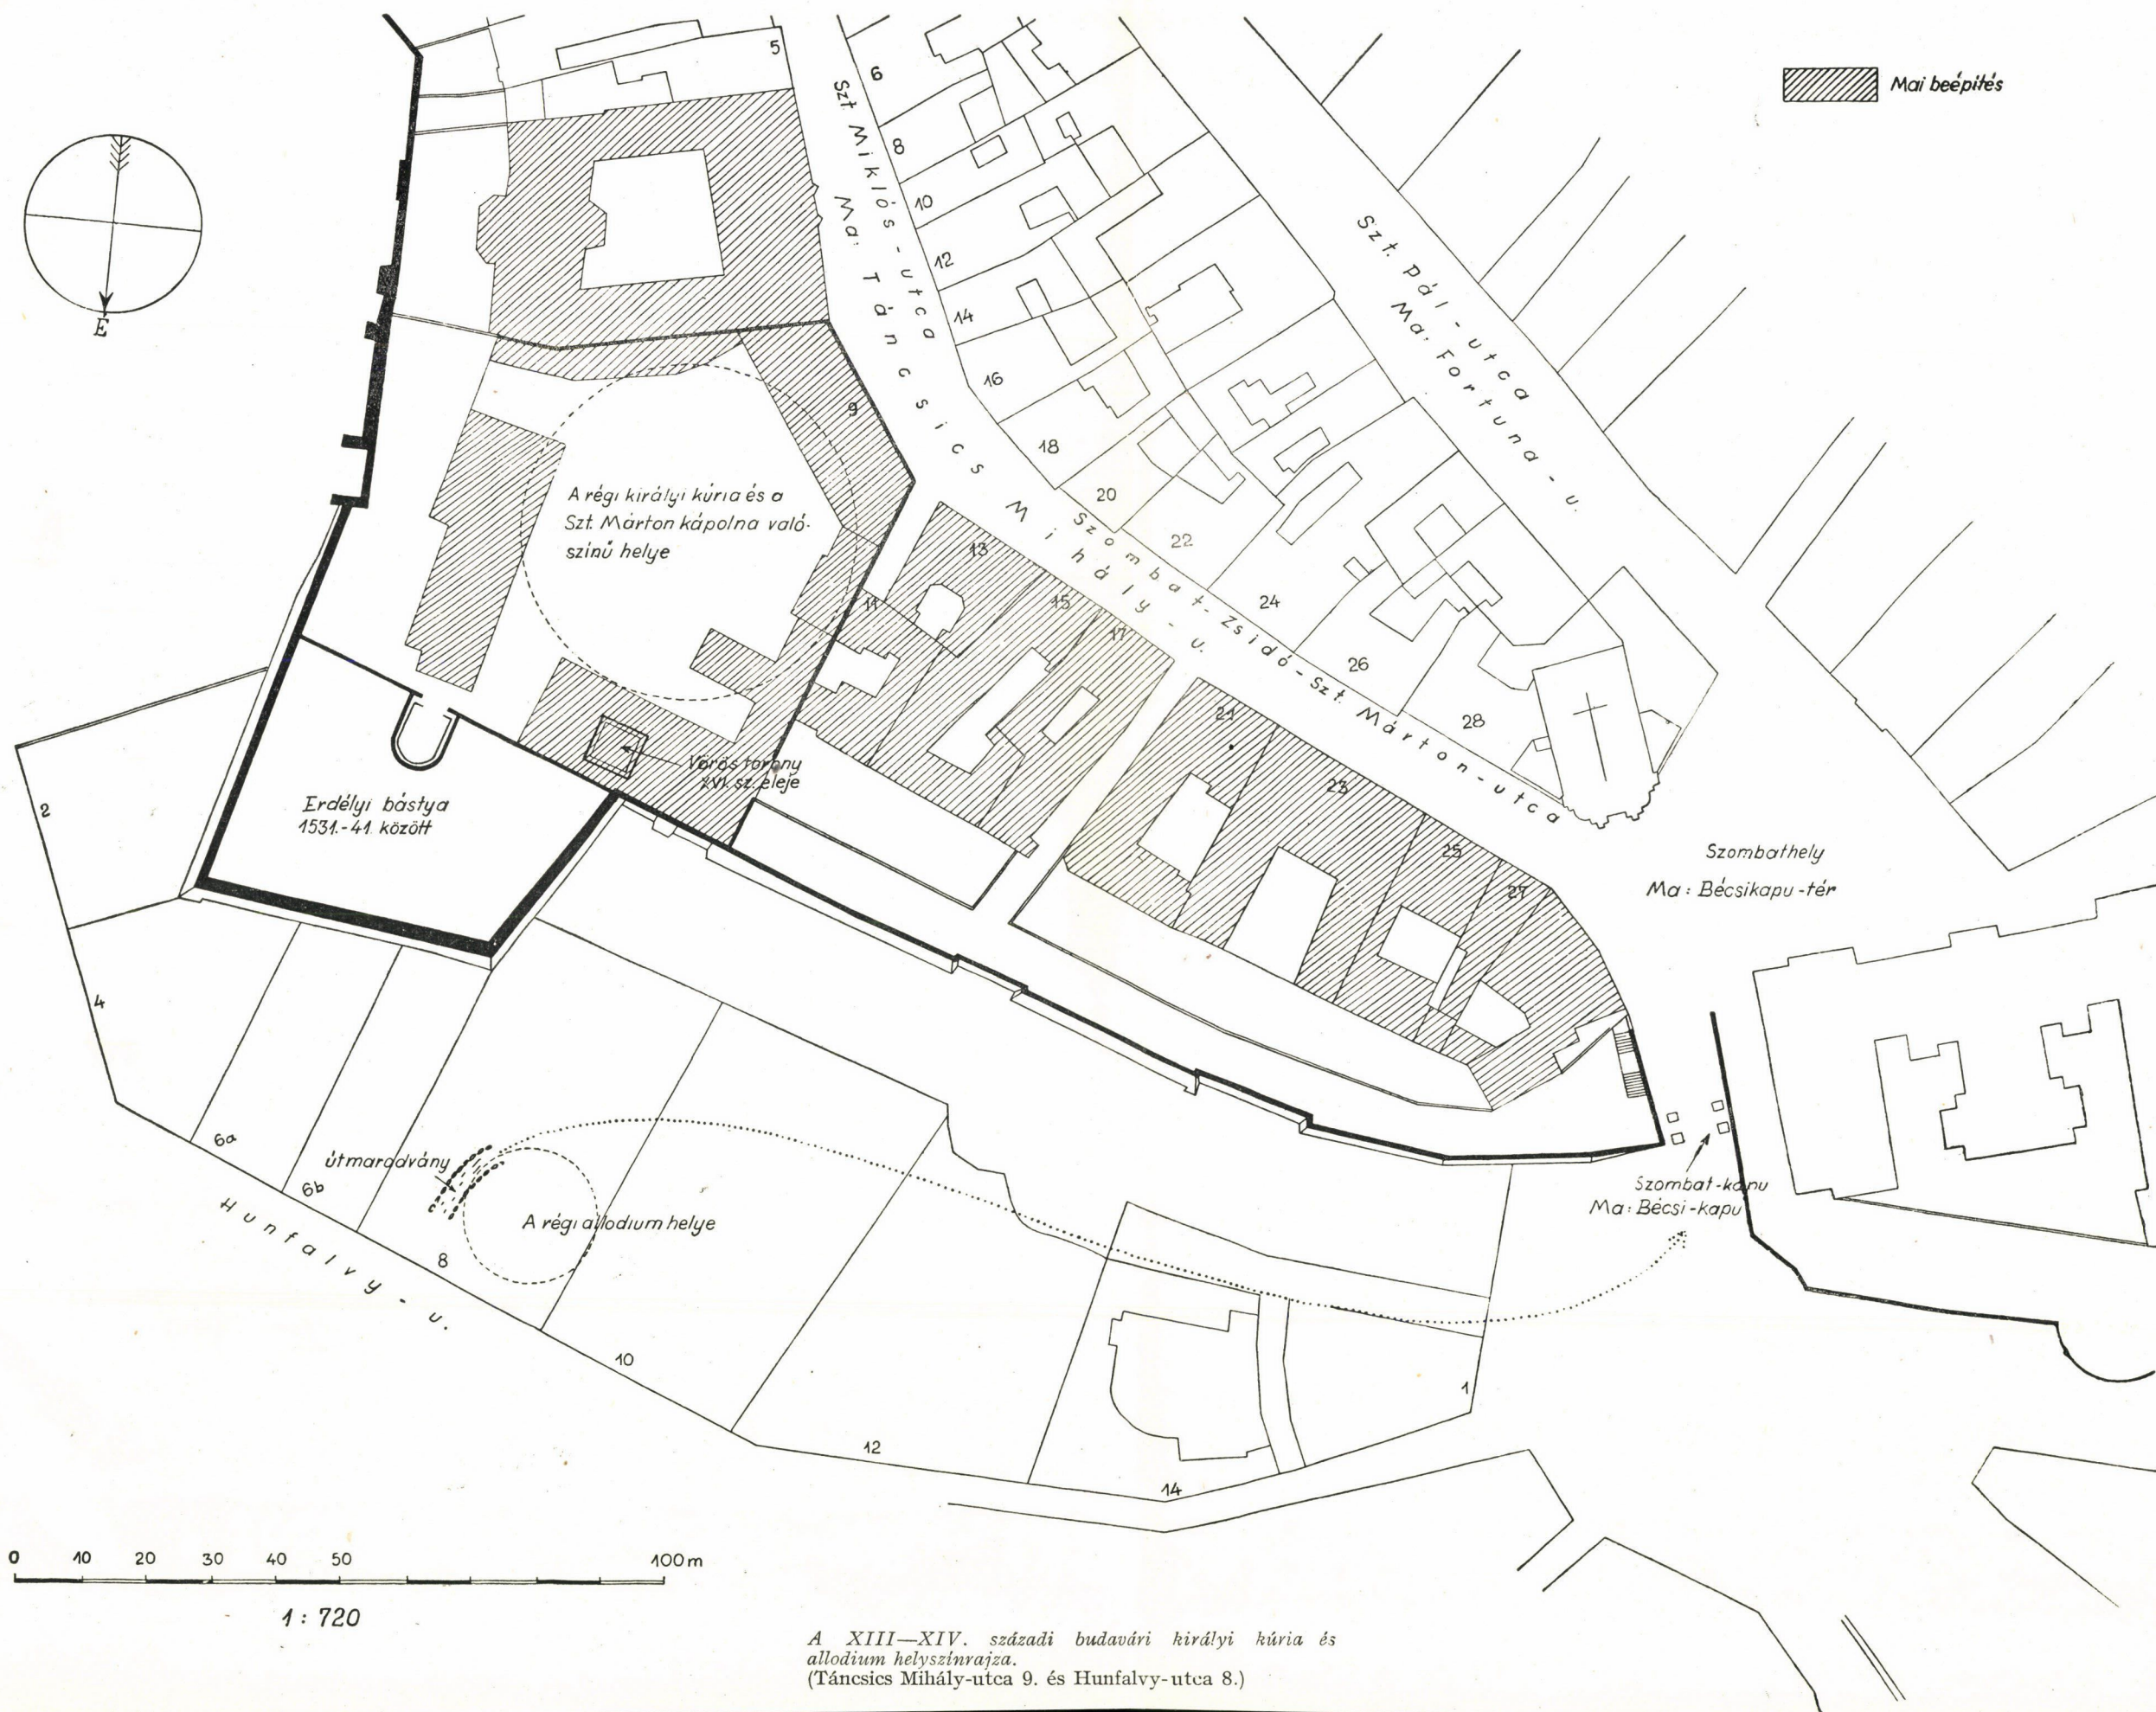 Mai beépítés
É
5
6
8
10
12
14
16
18
20
22
24
26
28
Szt Miklós - utca
Ma: Táncsics Mihály - u.
Szt. Pál - utca
Ma: Fortuna - u.
Szombat - Zsidó - Szt. Márton - utca
9
11
13
15
17
21
23
25
27
A régi királyi kúria és a
Szt. Márton kápolna való-
szinű helye
Vörös torony
XVI. sz. eleje
Erdélyi bástya
1531.-41. között
Szombathely
Ma: Bécsikapu-tér
Szombat-kapu
Ma: Bécsi-kapu
2
4
6a
6b
8
10
12
14
1
útmaradvány
A régi allodium helye
Hunfalvy - u.
0 10 20 30 40 50 100 m
1 : 720
A XIII—XIV. századi budavári királyi kúria és
allodium helyszínrajza.
(Táncsics Mihály-utca 9. és Hunfalvy-utca 8.)